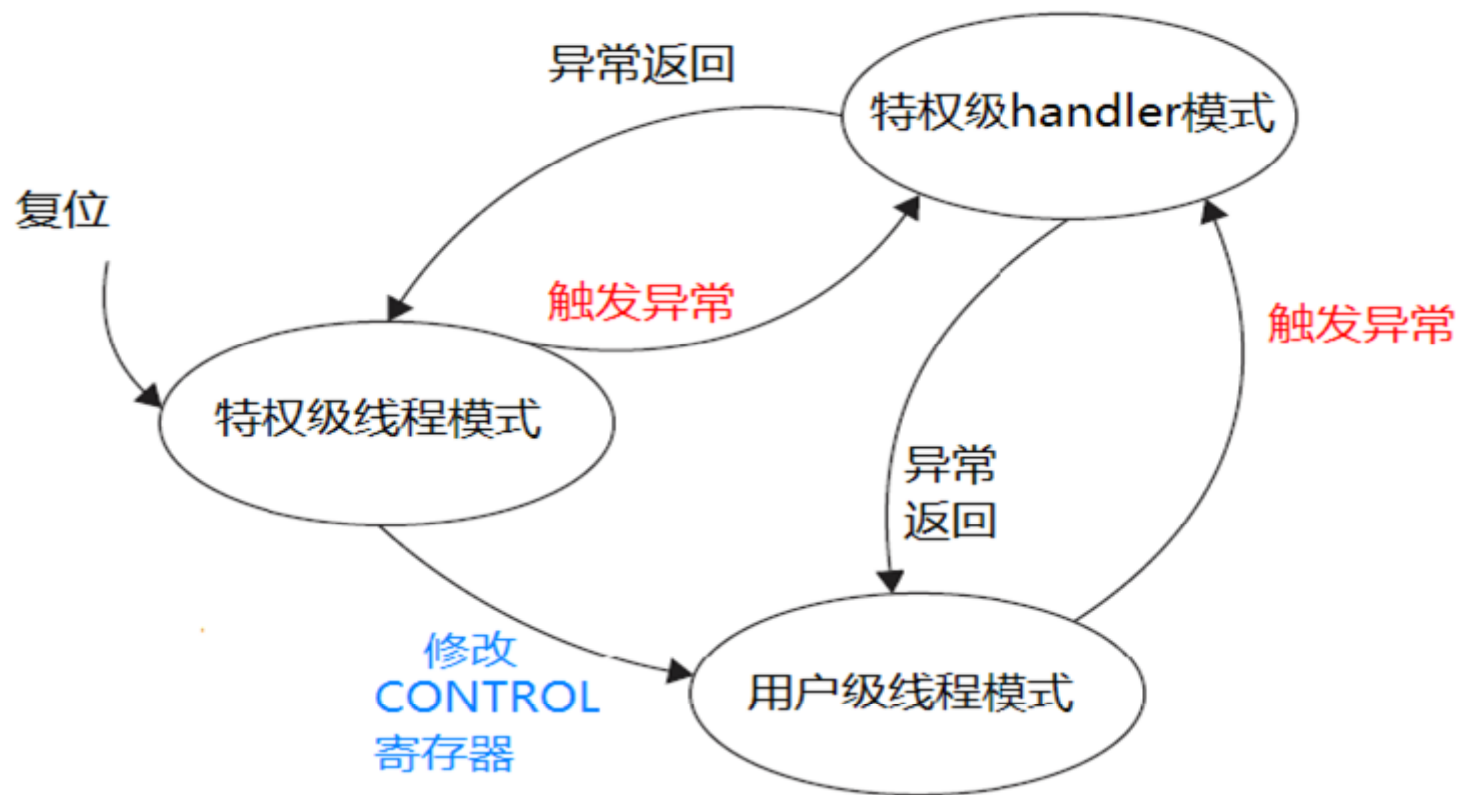 异常返回
特权级handler模式
复位
触发异常
触发异常
特权级线程模式
异常
返回
修改
CONTROL
寄存器
用户级线程模式